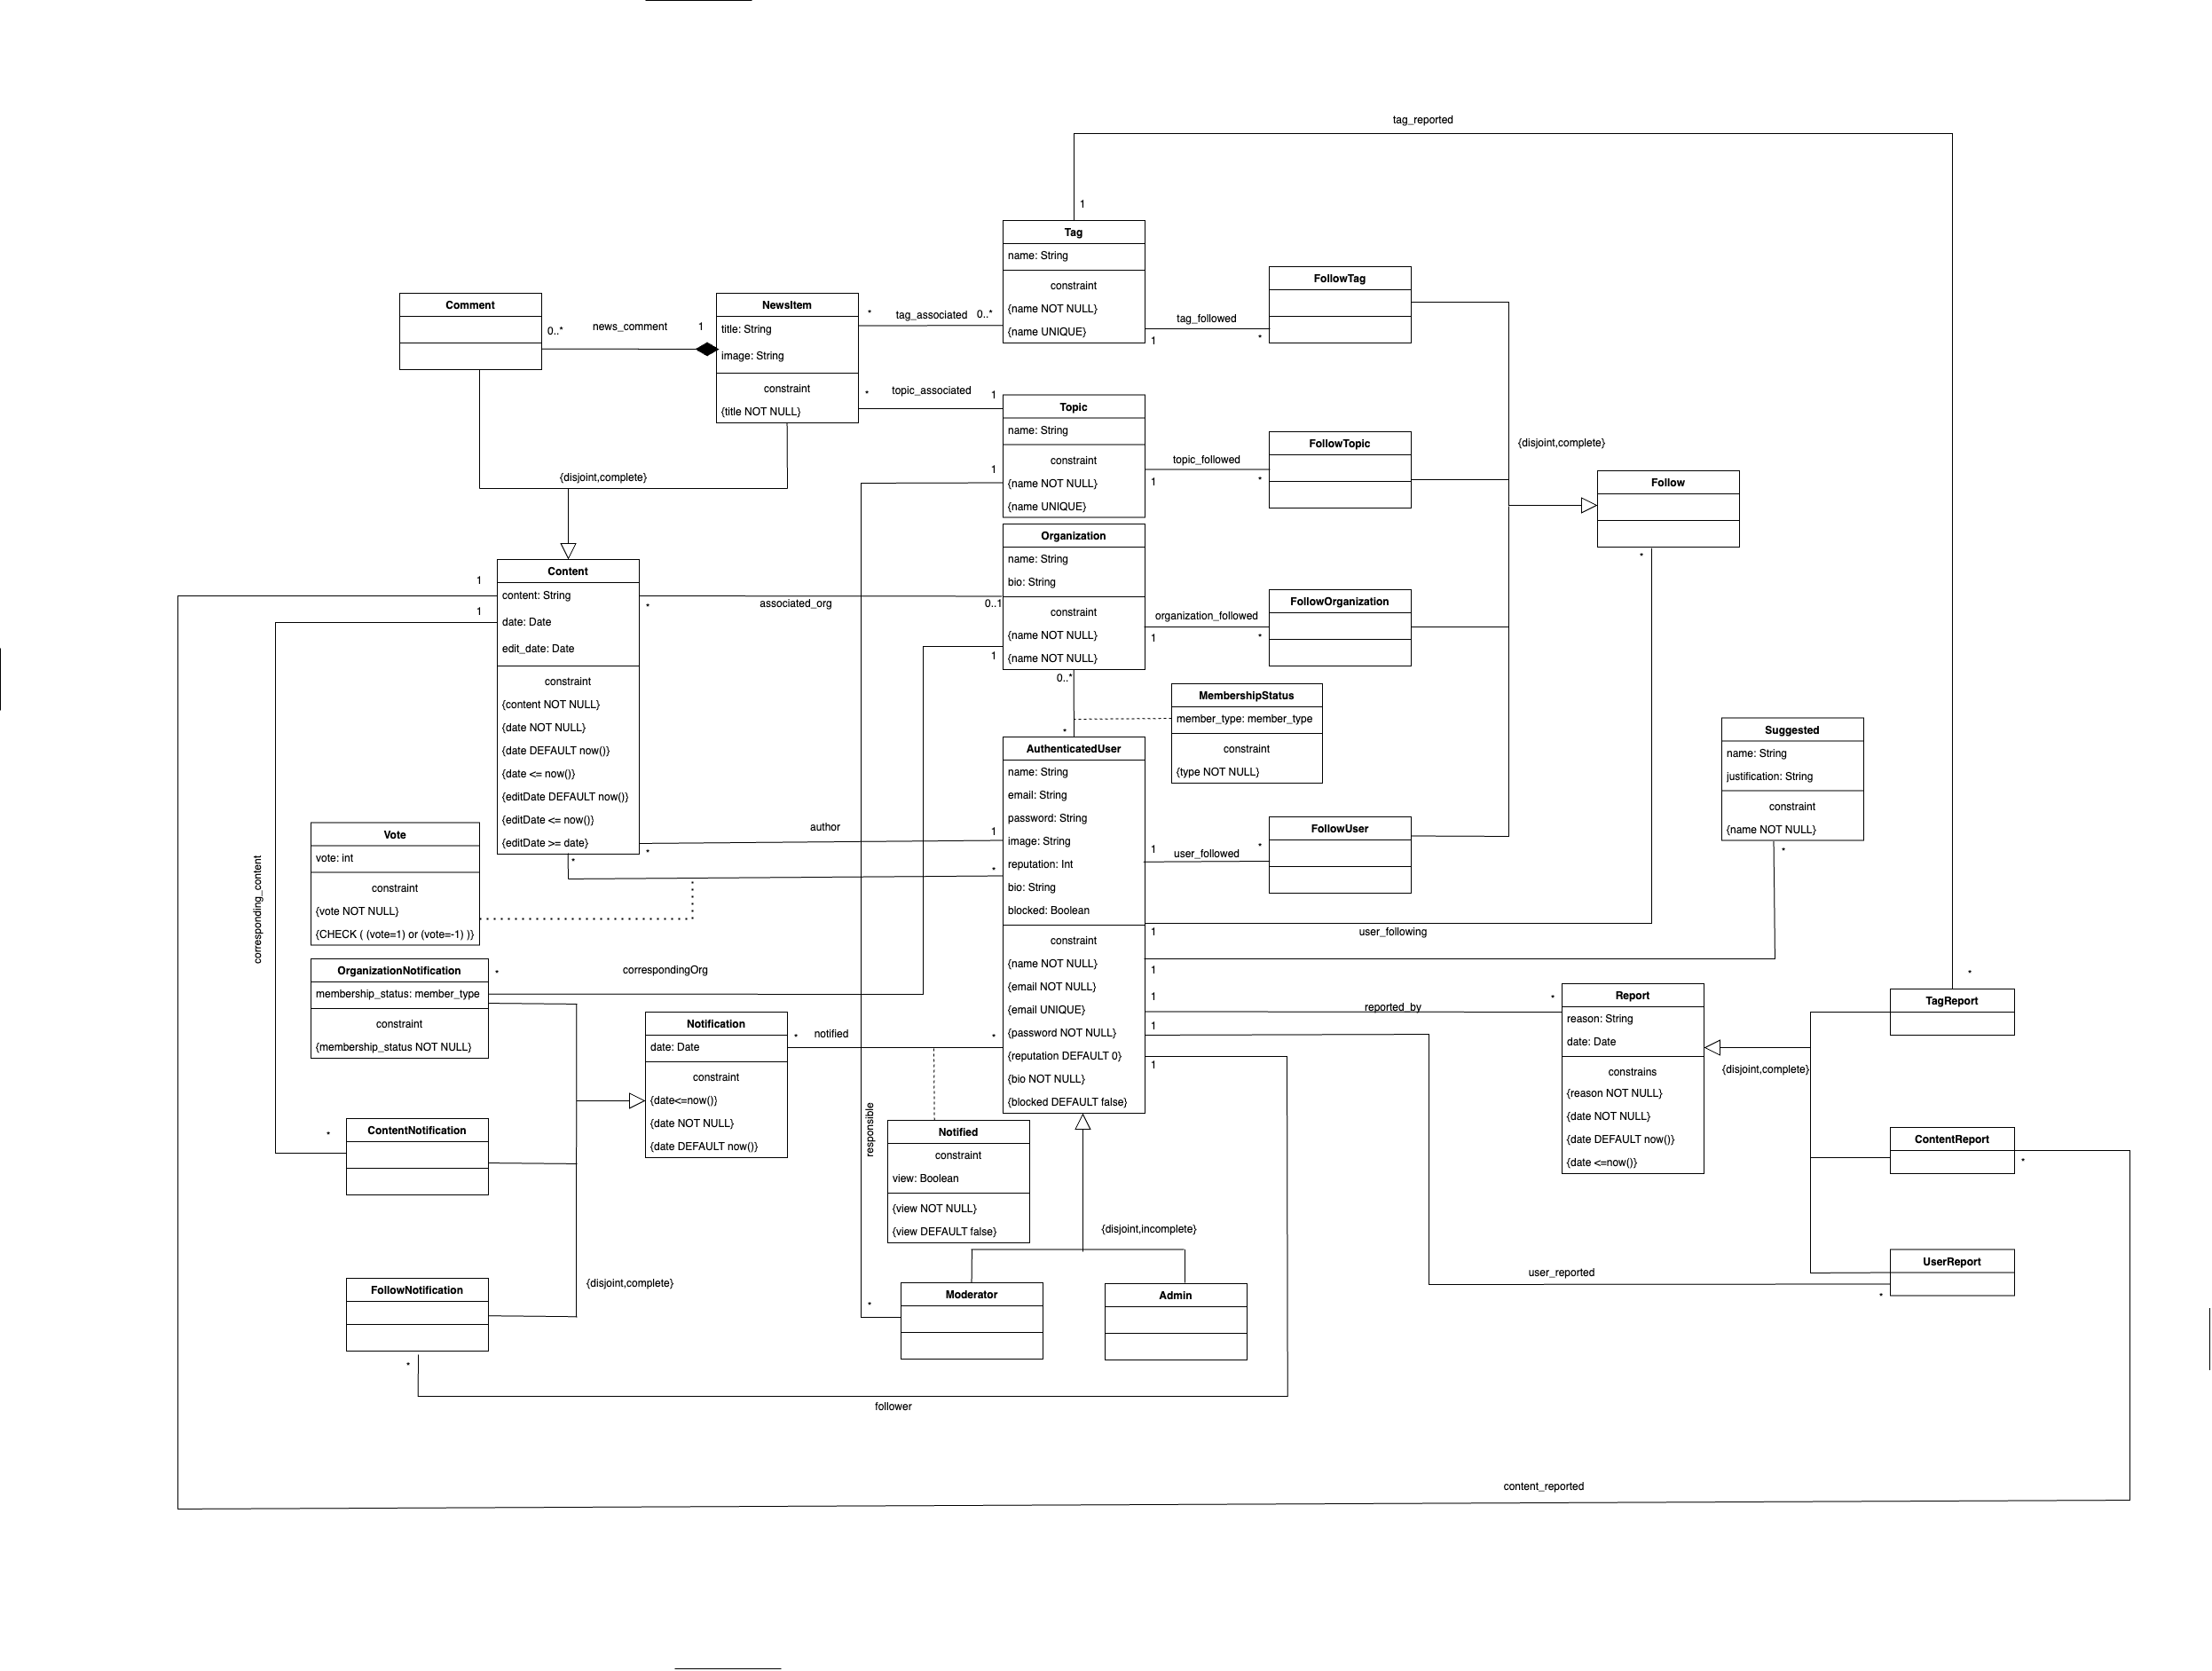 tag_reported
1
Tag
name: String
constraint
{name NOT NULL}
{name UNIQUE}
FollowTag
tag_followed
1
*
Comment
0..*
news_comment
1
NewsItem
title: String
image: String
constraint
{title NOT NULL}
*
tag_associated
0..*
*
topic_associated
1
Topic
name: String
constraint
{name NOT NULL}
{name UNIQUE}
1
topic_followed
1
*
FollowTopic
{disjoint,complete}
Follow
*
{disjoint,complete}
Organization
name: String
bio: String
constraint
{name NOT NULL}
{name NOT NULL}
organization_followed
1
*
FollowOrganization
1
1
Content
content: String
date: Date
edit_date: Date
constraint
{content NOT NULL}
{date NOT NULL}
{date DEFAULT now()}
{date <= now()}
{editDate DEFAULT now()}
{editDate <= now()}
{editDate >= date}
*
associated_org
0..1
1
0..*
*
MembershipStatus
member_type: member_type
constraint
{type NOT NULL}
Suggested
name: String
justification: String
constraint
{name NOT NULL}
*
AuthenticatedUser
name: String
email: String
password: String
image: String
reputation: Int
bio: String
blocked: Boolean
constraint
{name NOT NULL}
{email NOT NULL}
{email UNIQUE}
{password NOT NULL}
{reputation DEFAULT 0}
{bio NOT NULL}
{blocked DEFAULT false}
author
1
*
*
*
1
user_followed
*
FollowUser
1
user_following
1
Vote
vote: int
constraint
{vote NOT NULL}
{CHECK ( (vote=1) or (vote=-1) )}
corresponding_content
OrganizationNotification
membership_status: member_type
constraint
{membership_status NOT NULL}
*
correspondingOrg
Notification
date: Date
constraint
{date<=now()}
{date NOT NULL}
{date DEFAULT now()}
*
notified
*
1
reported_by
*
1
1
Report
reason: String
date: Date
constrains
{reason NOT NULL}
{date NOT NULL}
{date DEFAULT now()}
{date <=now()}
{disjoint,complete}
*
TagReport
ContentReport
*
UserReport
*
user_reported
*
ContentNotification
responsible
Notified
constraint
view: Boolean
{view NOT NULL}
{view DEFAULT false}
{disjoint,incomplete}
FollowNotification
*
{disjoint,complete}
*
Moderator
Admin
follower
content_reported